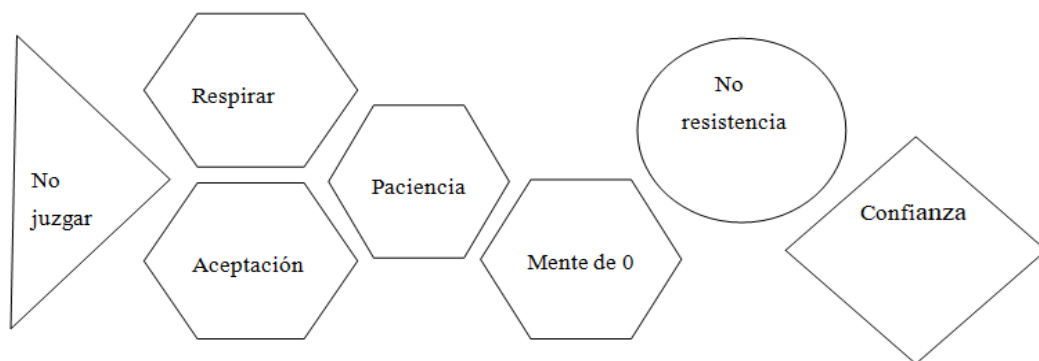 No
juzgar
Respirar
Aceptación
Paciencia
Mente de 0
No
resistencia
Confianza